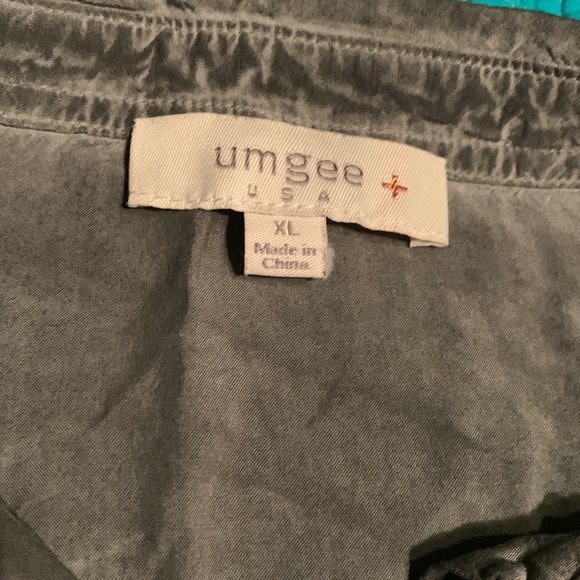 umgee +
USA
XL
Made in
China